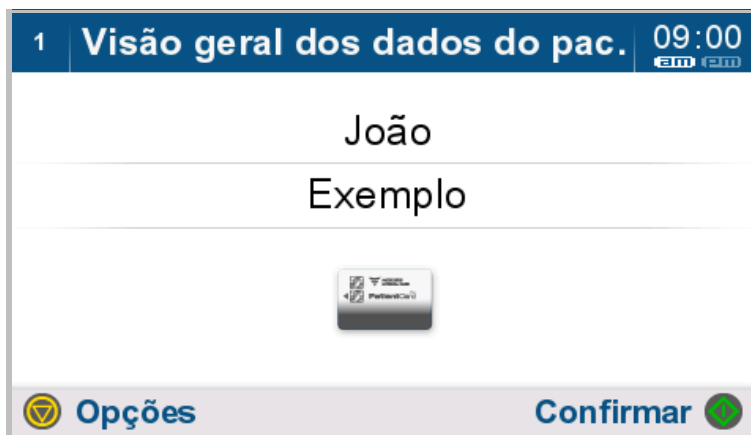 1 Visão geral dos dados do pac. 09:00
am pm
João
Exemplo
PatientCard
Opções Confirmar